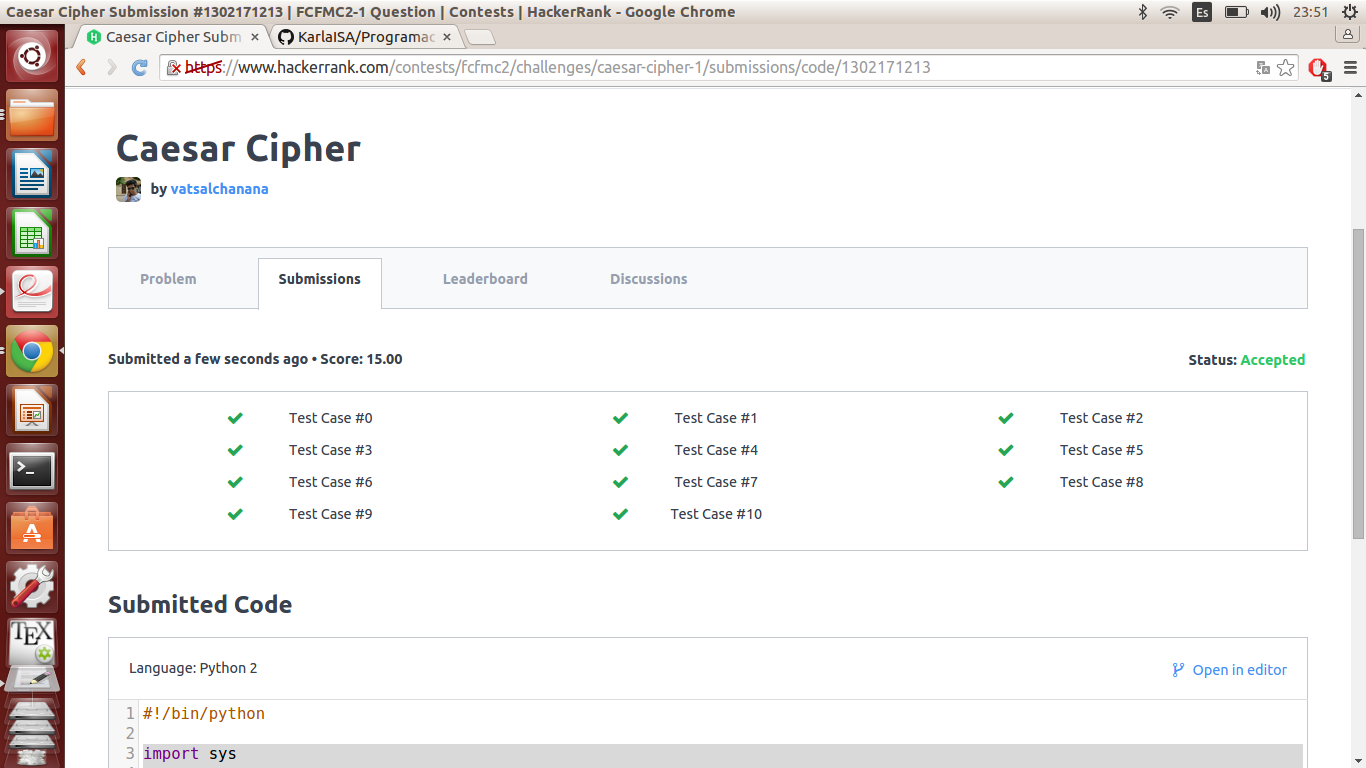 Caesar Cipher Submission #1302171213 | FCFMC2-1 Question | Contests | HackerRank - Google Chrome
Es
23:51
Caesar Cipher Subm
KarlaISA/Programac
https://www.hackerrank.com/contests/fcfmc2/challenges/caesar-cipher-1/submissions/code/1302171213
5
Caesar Cipher
by vatsalchanana
Problem
Submissions
Leaderboard
Discussions
Submitted a few seconds ago • Score: 15.00
Status: Accepted
Test Case #0
Test Case #1
Test Case #2
Test Case #3
Test Case #4
Test Case #5
Test Case #6
Test Case #7
Test Case #8
Test Case #9
Test Case #10
Submitted Code
Language: Python 2
Open in editor
1 #!/bin/python
2
3 import sys
TEX